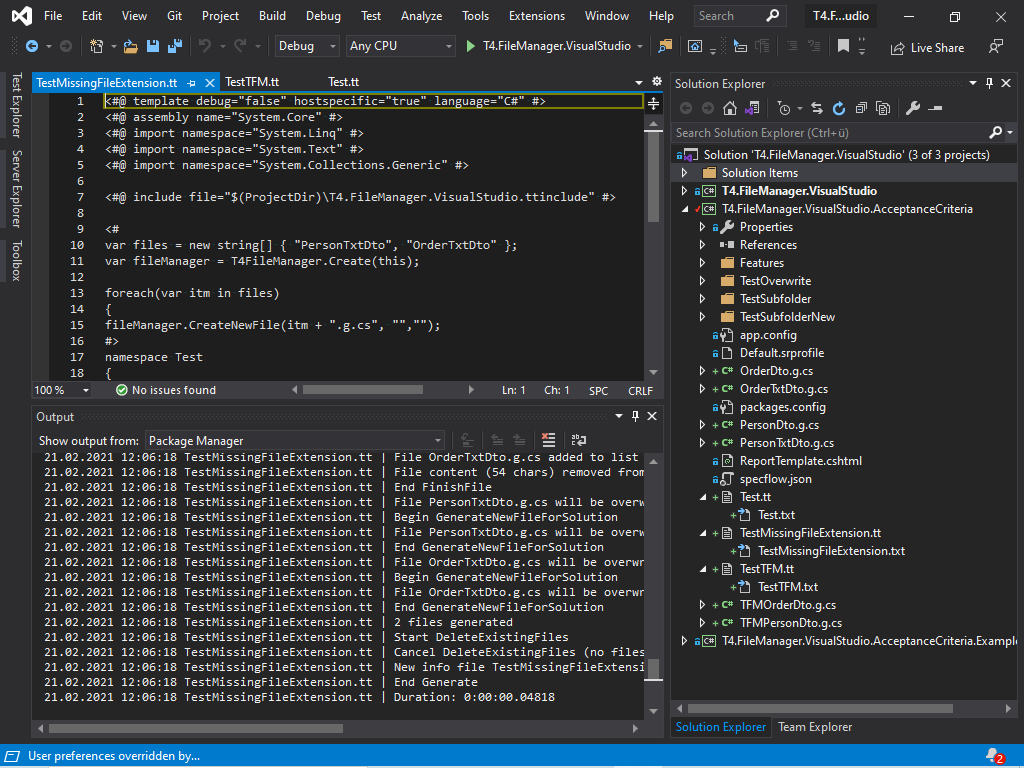 File Edit View Git Project Build Debug Test Analyze Tools Extensions Window Help Search T4.F...udio
Debug Any CPU T4.FileManager.VisualStudio Live Share
Test Explorer
Server Explorer
Toolbox
TestMissingFileExtension.tt TestTFM.tt Test.tt
1 <#@ template debug="false" hostspecific="true" language="C#" #>
2 <#@ assembly name="System.Core" #>
3 <#@ import namespace="System.Linq" #>
4 <#@ import namespace="System.Text" #>
5 <#@ import namespace="System.Collections.Generic" #>
6
7 <#@ include file="$(ProjectDir)\T4.FileManager.VisualStudio.ttinclude" #>
8
9 <#
10 var files = new string[] { "PersonTxtDto", "OrderTxtDto" };
11 var fileManager = T4FileManager.Create(this);
12
13 foreach(var itm in files)
14 {
15 fileManager.CreateNewFile(itm + ".g.cs", "","");
16 #>
17 namespace Test
18 {
100 % No issues found Ln: 1 Ch: 1 SPC CRLF
Output
Show output from: Package Manager
21.02.2021 12:06:18 TestMissingFileExtension.tt | File OrderTxtDto.g.cs added to list
21.02.2021 12:06:18 TestMissingFileExtension.tt | File content (54 chars) removed from
21.02.2021 12:06:18 TestMissingFileExtension.tt | End FinishFile
21.02.2021 12:06:18 TestMissingFileExtension.tt | File PersonTxtDto.g.cs will be overw
21.02.2021 12:06:18 TestMissingFileExtension.tt | Begin GenerateNewFileForSolution
21.02.2021 12:06:18 TestMissingFileExtension.tt | File PersonTxtDto.g.cs will be overw
21.02.2021 12:06:18 TestMissingFileExtension.tt | End GenerateNewFileForSolution
21.02.2021 12:06:18 TestMissingFileExtension.tt | File OrderTxtDto.g.cs will be overwr
21.02.2021 12:06:18 TestMissingFileExtension.tt | Begin GenerateNewFileForSolution
21.02.2021 12:06:18 TestMissingFileExtension.tt | File OrderTxtDto.g.cs will be overwr
21.02.2021 12:06:18 TestMissingFileExtension.tt | End GenerateNewFileForSolution
21.02.2021 12:06:18 TestMissingFileExtension.tt | 2 files generated
21.02.2021 12:06:18 TestMissingFileExtension.tt | Start DeleteExistingFiles
21.02.2021 12:06:18 TestMissingFileExtension.tt | Cancel DeleteExistingFiles (no files
21.02.2021 12:06:18 TestMissingFileExtension.tt | New info file TestMissingFileExtensi
21.02.2021 12:06:18 TestMissingFileExtension.tt | End Generate
21.02.2021 12:06:18 TestMissingFileExtension.tt | Duration: 0:00:00.04818
Solution Explorer
Search Solution Explorer (Ctrl+ü)
Solution 'T4.FileManager.VisualStudio' (3 of 3 projects)
Solution Items
C# T4.FileManager.VisualStudio
C# T4.FileManager.VisualStudio.AcceptanceCriteria
Properties
References
Features
TestOverwrite
TestSubfolder
TestSubfolderNew
app.config
Default.srprofile
+ C# OrderDto.g.cs
+ C# OrderTxtDto.g.cs
packages.config
+ C# PersonDto.g.cs
+ C# PersonTxtDto.g.cs
ReportTemplate.cshtml
specflow.json
+ Test.tt
+ Test.txt
+ TestMissingFileExtension.tt
+ TestMissingFileExtension.txt
+ TestTFM.tt
+ TestTFM.txt
+ C# TFMOrderDto.g.cs
+ C# TFMPersonDto.g.cs
C# T4.FileManager.VisualStudio.AcceptanceCriteria.Example
Solution Explorer Team Explorer
User preferences overridden by... 2